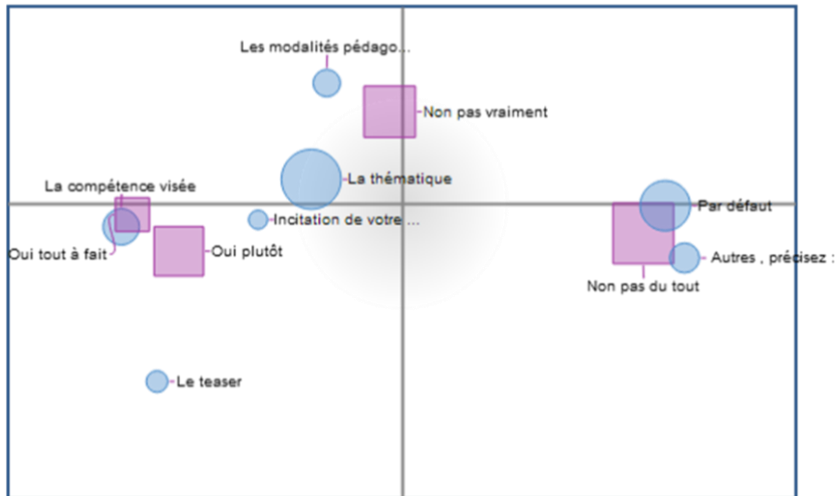 Les modalités pédago...
Non pas vraiment
La thématique
La compétence visée
Par défaut
Incitation de votre ...
Oui tout à fait
Oui plutôt
Autres , précisez :
Non pas du tout
Le teaser